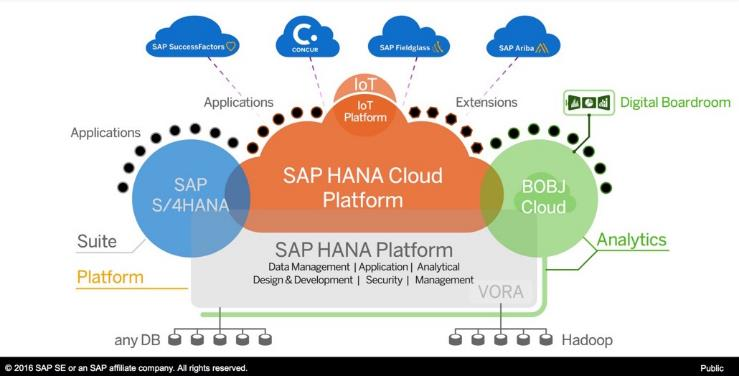 SAP SuccessFactors
C.
CONCUR
SAP Fieldglass
SAP Ariba
IoT
IoT
Platform
Applications
Extensions
Digital Boardroom
Applications
SAP
S/4HANA
SAP HANA Cloud
Platform
BOBJ
Cloud
Suite
Analytics
SAP HANA Platform
Data Management | Application | Analytical
Design & Development | Security | Management
Platform
VORA
any DB
Hadoop
© 2016 SAP SE or an SAP affiliate company. All rights reserved.
Public